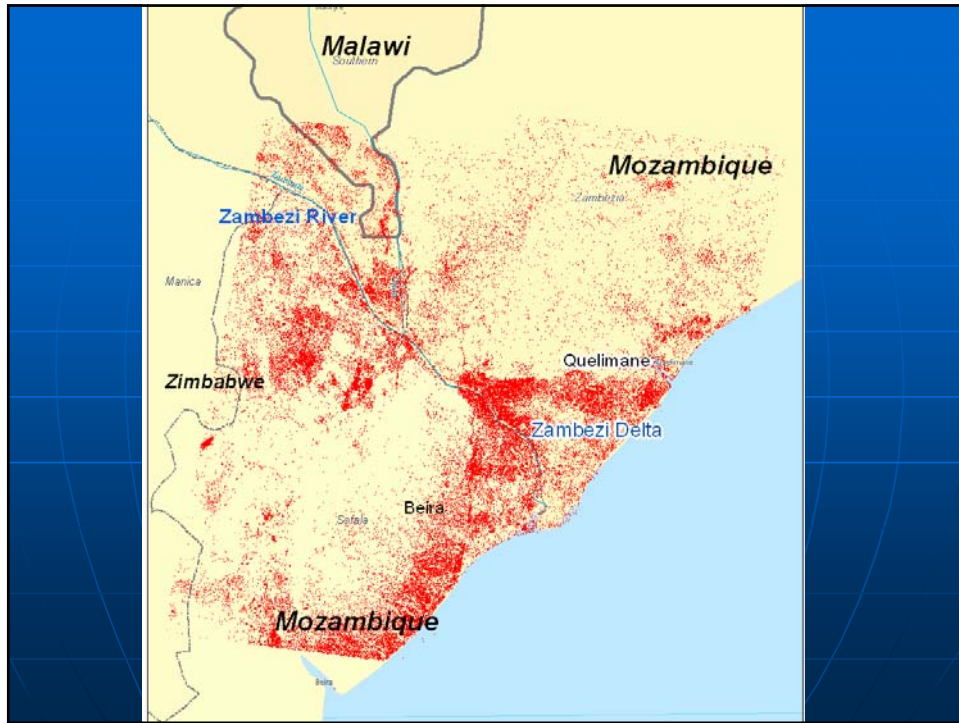 Malawi
Southern
Mozambique
Zambezia
Zambezi River
Manica
Quelimane
Zimbabwe
Zambezi Delta
Beira
Sofala
Mozambique
Beira